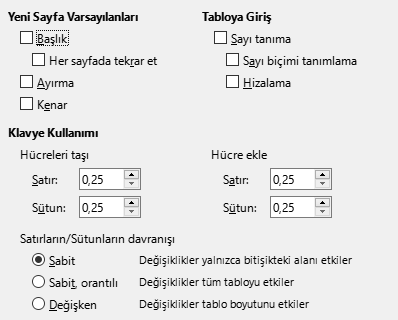 Yeni Sayfa Varsayılanları
Tabloya Giriş
Başlık
Sayı tanıma
Her sayfada tekrar et
Sayı biçimi tanımlama
Ayırma
Hizalama
Kenar
Klavye Kullanımı
Hücreleri taşı
Hücre ekle
Satır: 0,25
Satır: 0,25
Sütun: 0,25
Sütun: 0,25
Satırların/Sütunların davranışı
Sabit Değişiklikler yalnızca bitişikteki alanı etkiler
Sabit, orantılı Değişiklikler tüm tabloyu etkiler
Değişken Değişiklikler tablo boyutunu etkiler